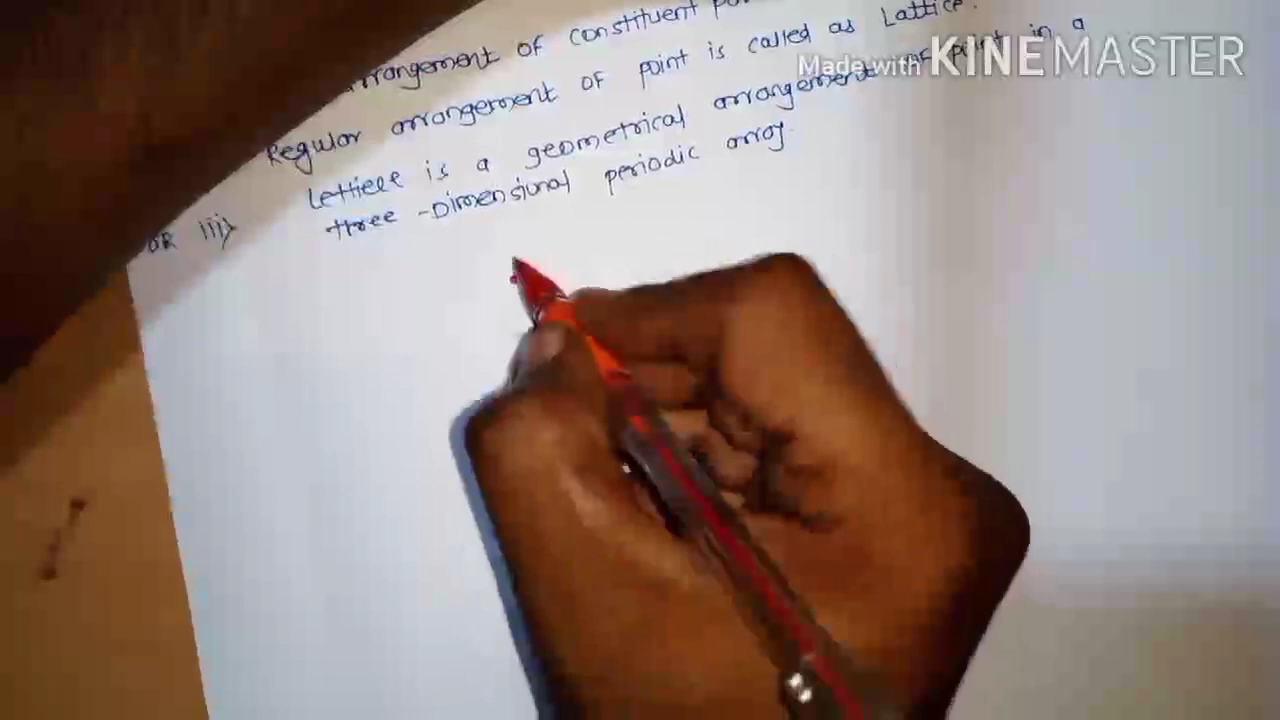 arrangement of constituent
Regular arrangement of point is called as Lattice.
OR iii) Lettiece is a geometrical arrangement of point in a
three -Dimensional periodic array.
Made with KINEMASTER